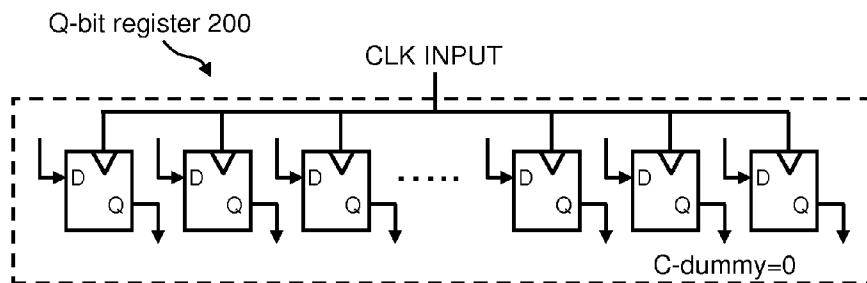 Q-bit register 200
CLK INPUT
D D D ..... D D D
Q Q Q Q Q Q
C-dummy=0